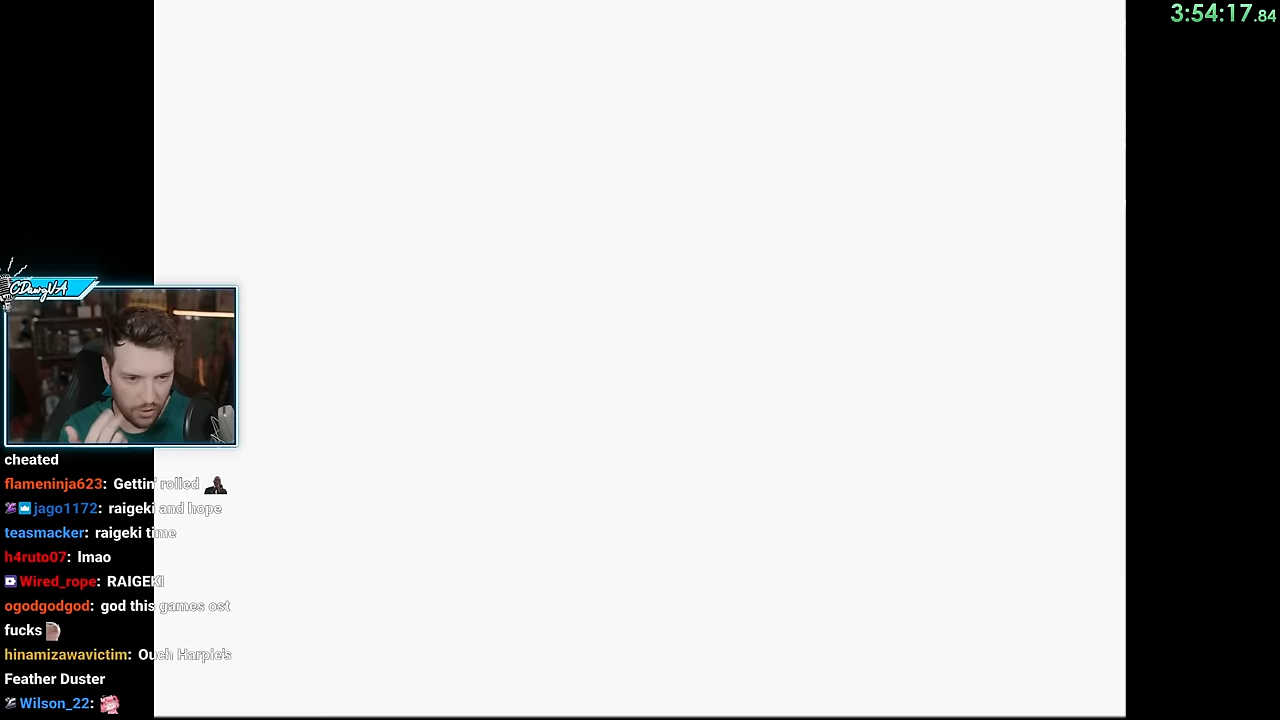 3:54:17.84
CDawgVA
cheated
flameninja623: Gettin' rolled
jago1172: raigeki and hope
teasmacker: raigeki time
h4ruto07: lmao
Wired_rope: RAIGEKI
ogodgodgod: god this games ost
fucks
hinamizawavictim: Ouch Harpie's
Feather Duster
Wilson_22: